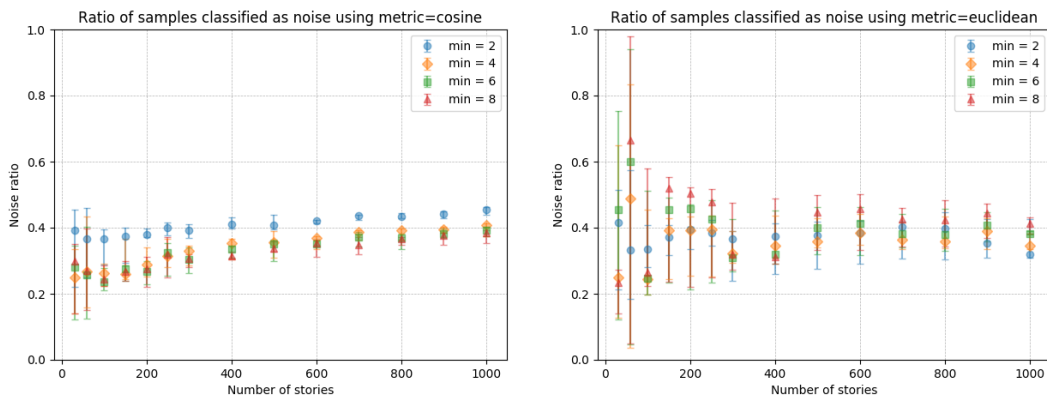 Ratio of samples classified as noise using metric=cosine
1.0
0.8
0.6
0.4
0.2
0.0
Noise ratio
0
200
400
600
800
1000
Number of stories
min = 2
min = 4
min = 6
min = 8
Ratio of samples classified as noise using metric=euclidean
1.0
0.8
0.6
0.4
0.2
0.0
Noise ratio
0
200
400
600
800
1000
Number of stories
min = 2
min = 4
min = 6
min = 8